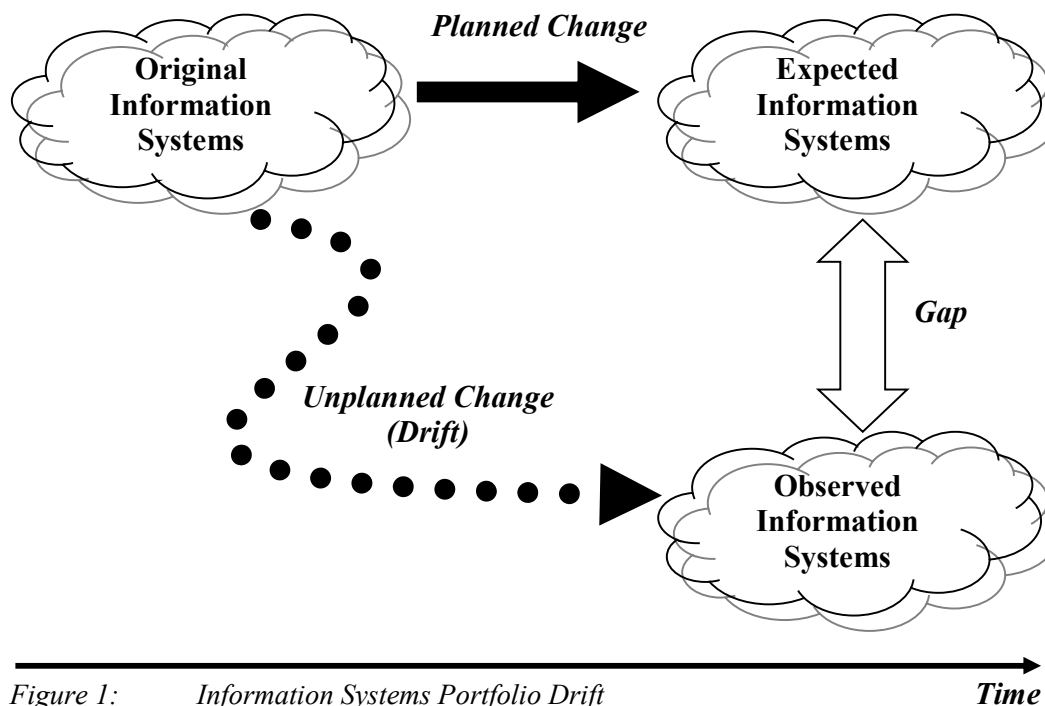 Planned Change
Original
Information
Systems
Expected
Information
Systems
Gap
Unplanned Change
(Drift)
Observed
Information
Systems
Figure 1: Information Systems Portfolio Drift
Time